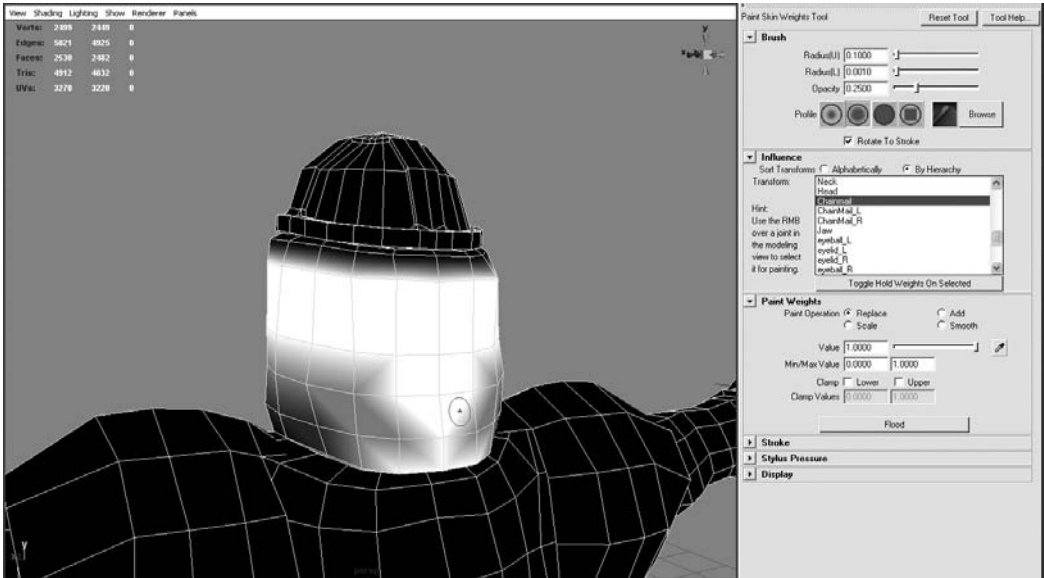 View Shading Lighting Show Renderer Panels
Verts: 2498 2449 0
Edges: 5021 4925 0
Faces: 2530 2482 0
Tris: 4912 4832 0
UVs: 3270 3220 0
y
y
persp
Paint Skin Weights Tool
Reset Tool
Tool Help...
Brush
Radius(U) 0.1000
Radius(L) 0.0010
Opacity 0.2500
Profile
Browse
Rotate To Stroke
Influence
Sort Transforms Alphabetically By Hierarchy
Transform:
Hint:
Use the RMB
over a joint in
the modeling
view to select
it for painting.
Neck
Head
Chainmail
ChainMail_L
ChainMail_R
Jaw
eyeball_L
eyelid_L
eyelid_R
eyeball_R
Toggle Hold Weights On Selected
Paint Weights
Paint Operation Replace Add
Scale Smooth
Value 1.0000
Min/Max Value 0.0000 1.0000
Clamp Lower Upper
Clamp Values 0.0000 1.0000
Flood
Stroke
Stylus Pressure
Display